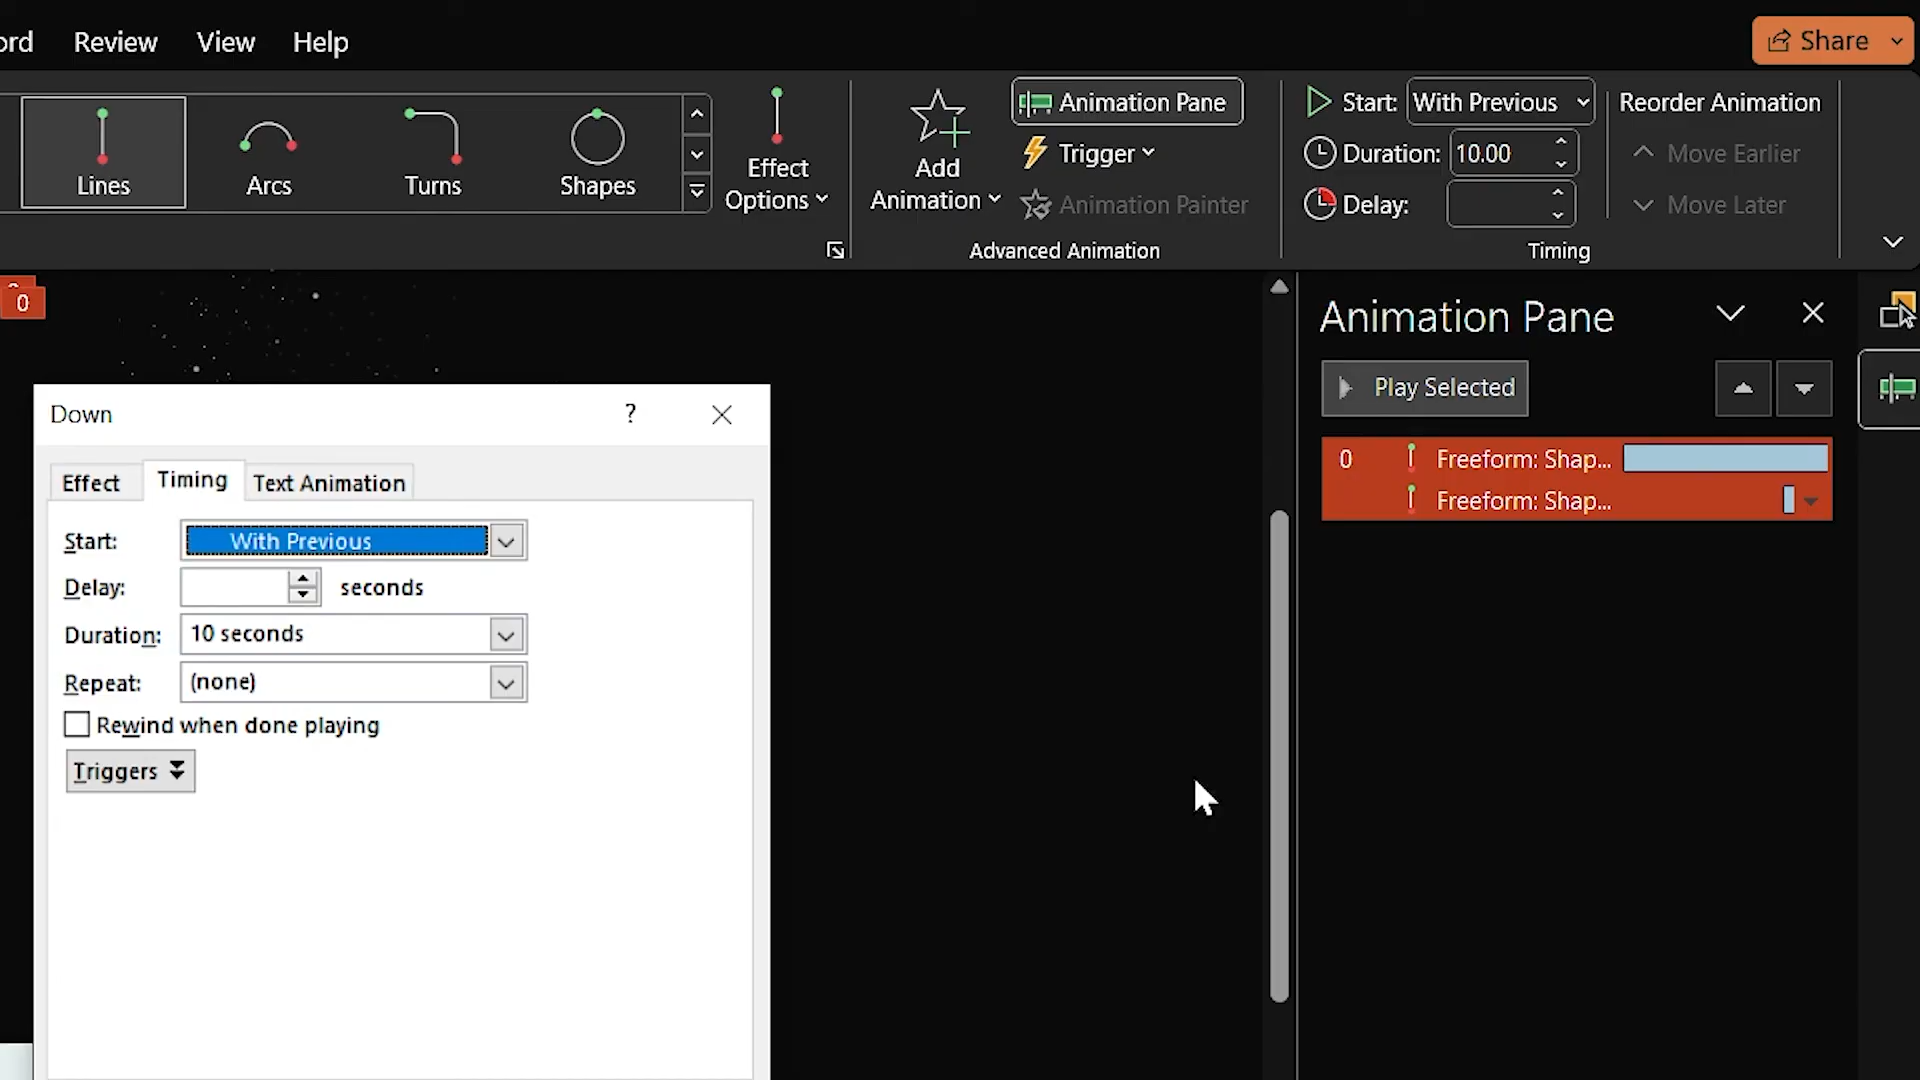 ord Review View Help Share
Lines Arcs Turns Shapes
Effect Options
Add Animation
Animation Pane
Trigger
Animation Painter
Advanced Animation
Start: With Previous
Duration: 10.00
Delay:
Timing
Reorder Animation
Move Earlier
Move Later
0
Down ?
Effect Timing Text Animation
Start: With Previous
Delay: seconds
Duration: 10 seconds
Repeat: (none)
Rewind when done playing
Triggers
Animation Pane
Play Selected
0 Freeform: Shap...
Freeform: Shap...